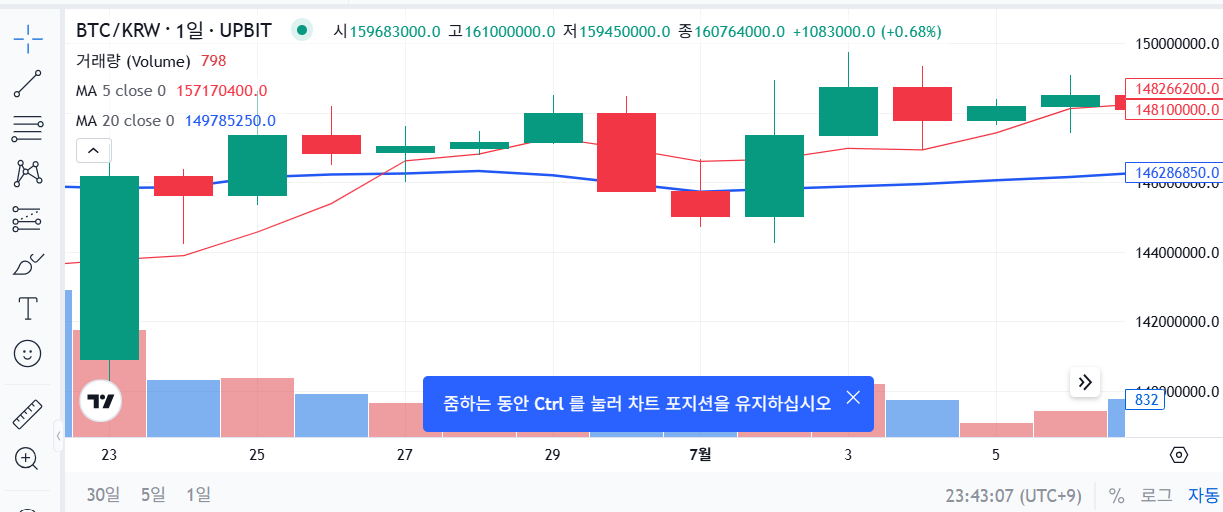 BTC/KRW · 1일 · UPBIT 시159683000.0 고161000000.0 저159450000.0 종160764000.0 +1083000.0 (+0.68%)
거래량 (Volume) 798
MA 5 close 0 157170400.0
MA 20 close 0 149785250.0
150000000.0
148266200.0
148100000.0
146286850.0
146000000.0
144000000.0
142000000.0
140000000.0
832
줌하는 동안 Ctrl 를 눌러 차트 포지션을 유지하십시오
23 25 27 29 7월 3 5
30일 5일 1일 23:43:07 (UTC+9) % 로그 자동